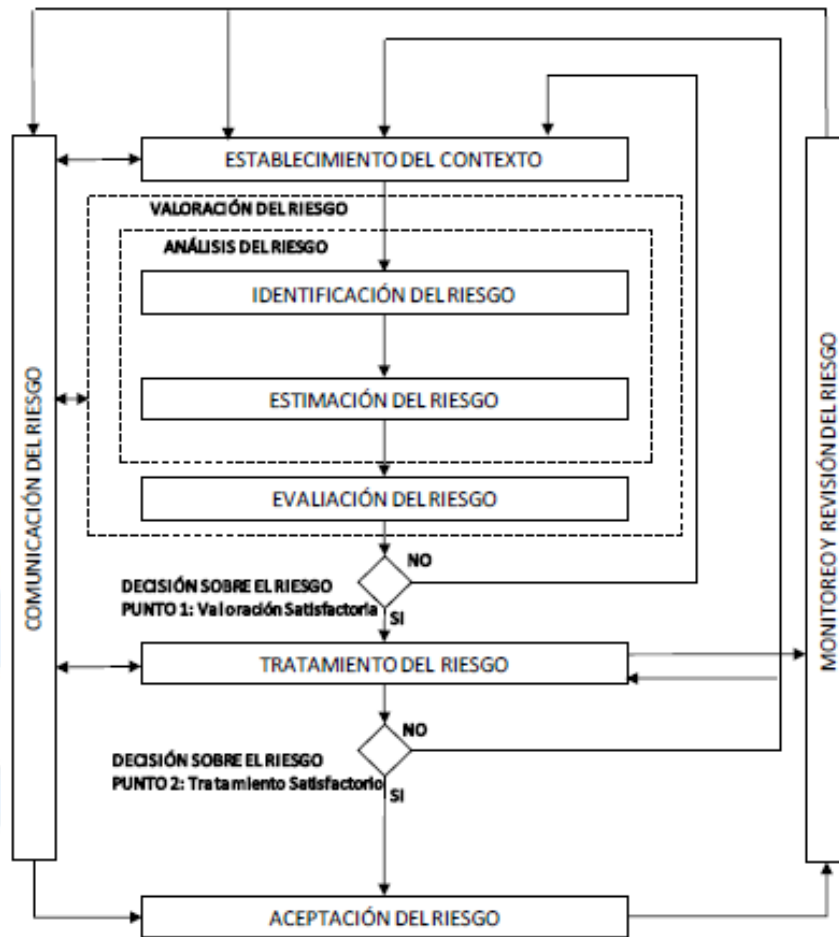 ESTABLECIMIENTO DEL CONTEXTO
VALORACIÓN DEL RIESGO
ANÁLISIS DEL RIESGO
IDENTIFICACIÓN DEL RIESGO
ESTIMACIÓN DEL RIESGO
EVALIACIÓN DEL RIESGO
NO
DECISIÓN SOBRE EL RIESGO
PUNTO 1: Valoración Satisfactoria
SI
TRATAMIENTO DEL RIESGO
NO
DECISIÓN SOBRE EL RIESGO
PUNTO 2: Tratamiento Satisfactorio
SI
ACEPTACIÓN DEL RIESGO
COMUNICACIÓN DEL RIESGO
MONITOREO Y REVISIÓN DEL RIESGO